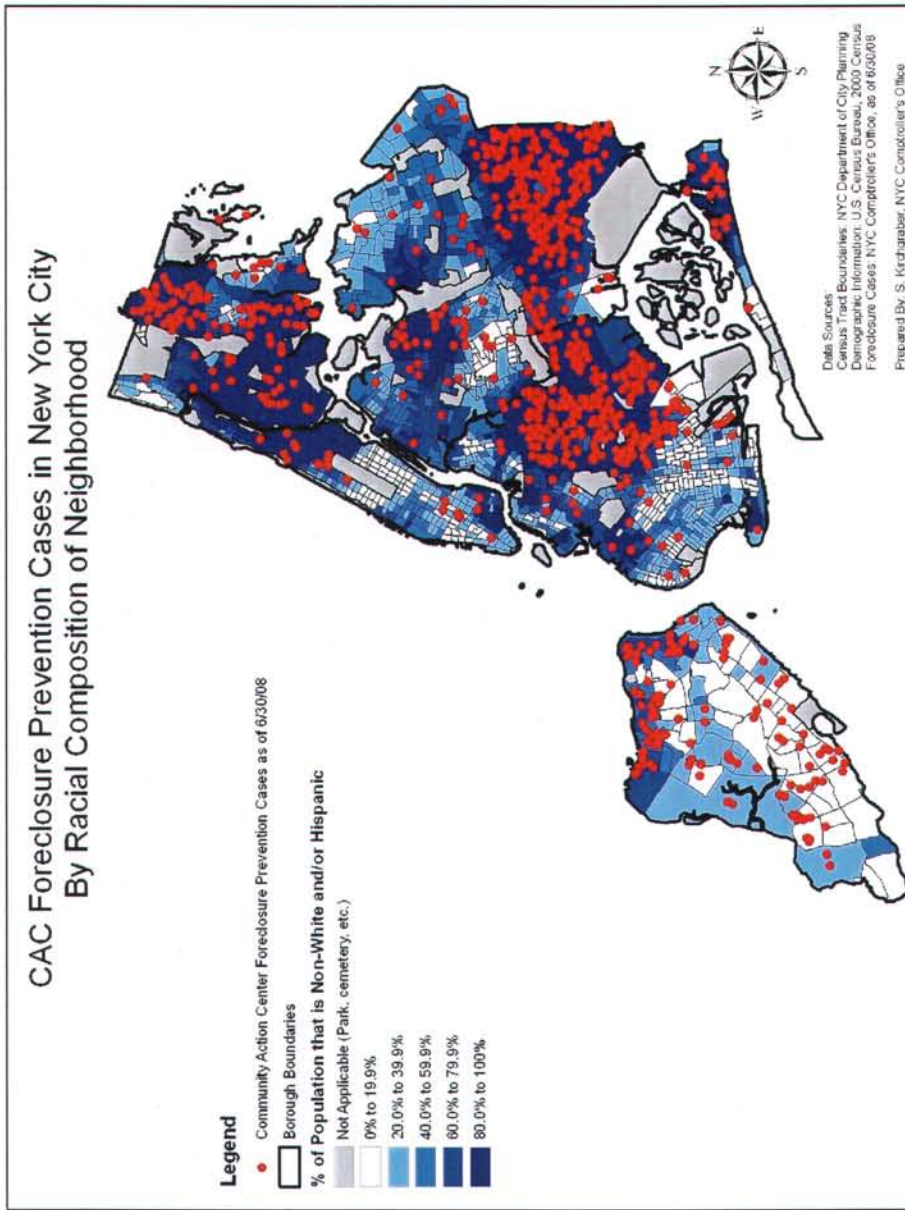 CAC Foreclosure Prevention Cases in New York City
By Racial Composition of Neighborhood
Legend
Community Action Center Foreclosure Prevention Cases as of 6/30/08
Borough Boundaries
% of Population that is Non-White and/or Hispanic
Not Applicable (Park, cemetery, etc.)
0% to 19.9%
20.0% to 39.9%
40.0% to 59.9%
60.0% to 79.9%
80.0% to 100%
N
W
E
S
Data Sources
Census Tract Boundaries: NYC Department of City Planning
Demographic Information: U.S. Census Bureau, 2000 Census
Foreclosure Cases: NYC Comptroller's Office, as of 6/30/08
Prepared By: S. Kirchgraber, NYC Comptroller's Office